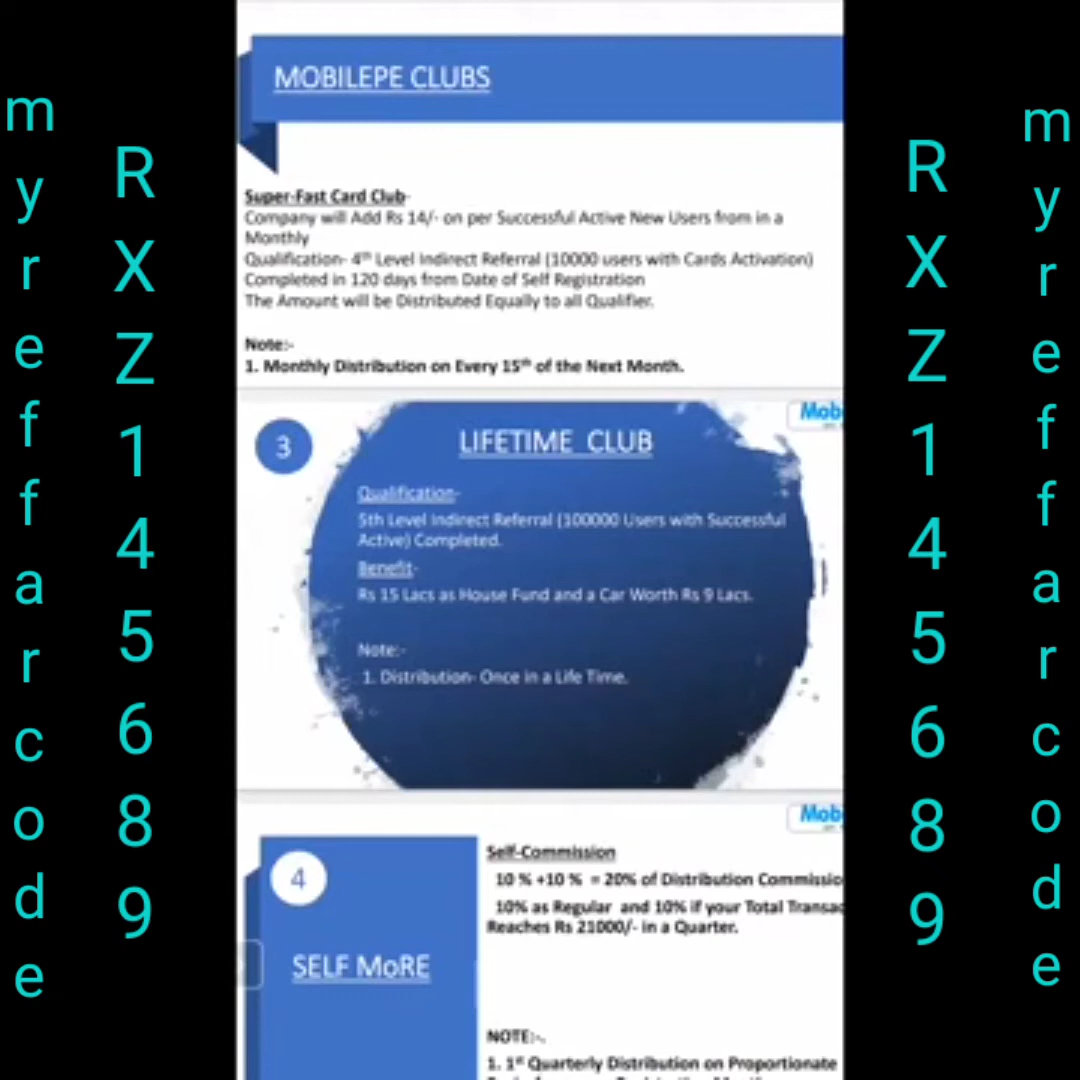 myreffarcode
RXZ1456889
MOBILEPE CLUBS
Super-Fast Card Club-
Company will Add Rs 14/- on per Successful Active New Users from in a
Monthly
Qualification- 4th Level Indirect Referral (10000 users with Cards Activation)
Completed in 120 days from Date of Self Registration
The Amount will be Distributed Equally to all Qualifier.
Note:-
1. Monthly Distribution on Every 15th of the Next Month.
Mob
3
LIFETIME CLUB
Qualification-
5th Level Indirect Referral (100000 Users with Successful
Active) Completed.
Benefit-
Rs 15 Lacs as House Fund and a Car Worth Rs 9 Lacs.
Note:-
1. Distribution- Once in a Life Time.
Mob
4
SELF MoRE
Self-Commission
10 % +10 % = 20% of Distribution Commissio
10% as Regular and 10% if your Total Transac
Reaches Rs 21000/- in a Quarter.
NOTE:-.
1. 1st Quarterly Distribution on Proportionate
RXZ1456889
myreffarcode